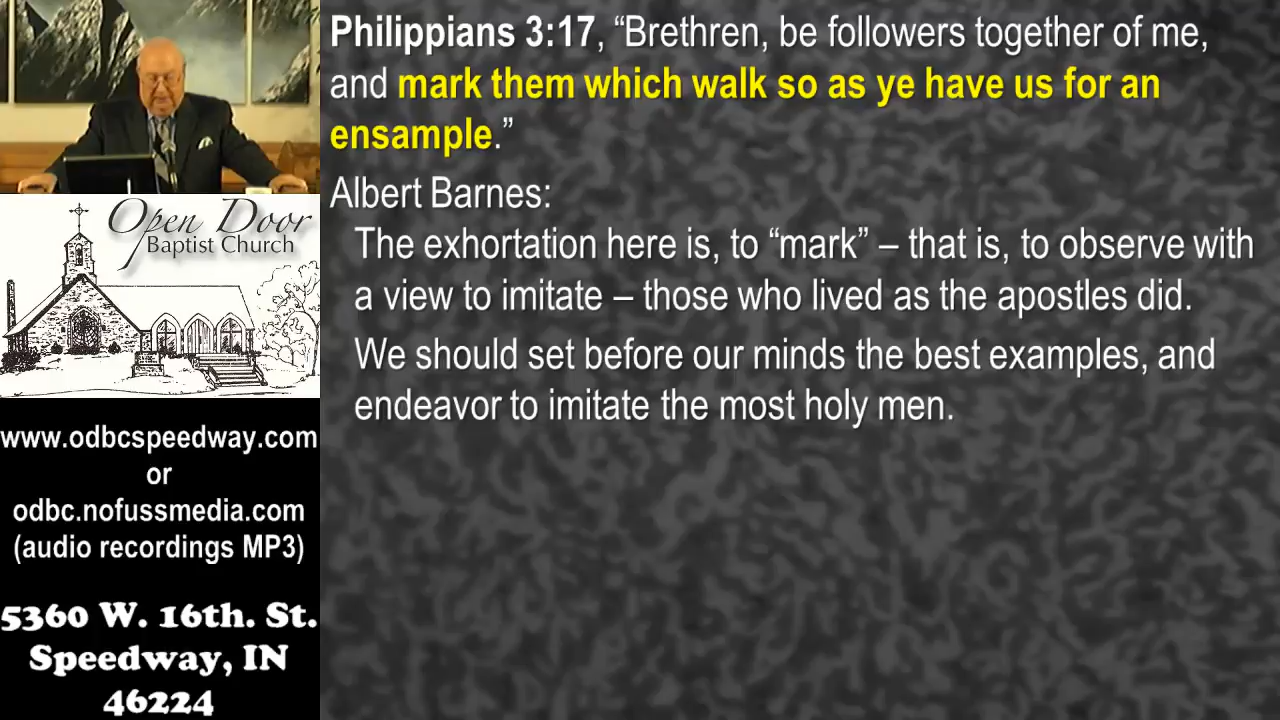 Philippians 3:17, “Brethren, be followers together of me,
and mark them which walk so as ye have us for an
ensample.”
Albert Barnes:
The exhortation here is, to “mark” – that is, to observe with
a view to imitate – those who lived as the apostles did.
We should set before our minds the best examples, and
endeavor to imitate the most holy men.
Open Door
Baptist Church
www.odbcspeedway.com
or
odbc.nofussmedia.com
(audio recordings MP3)
5360 W. 16th. St.
Speedway, IN
46224